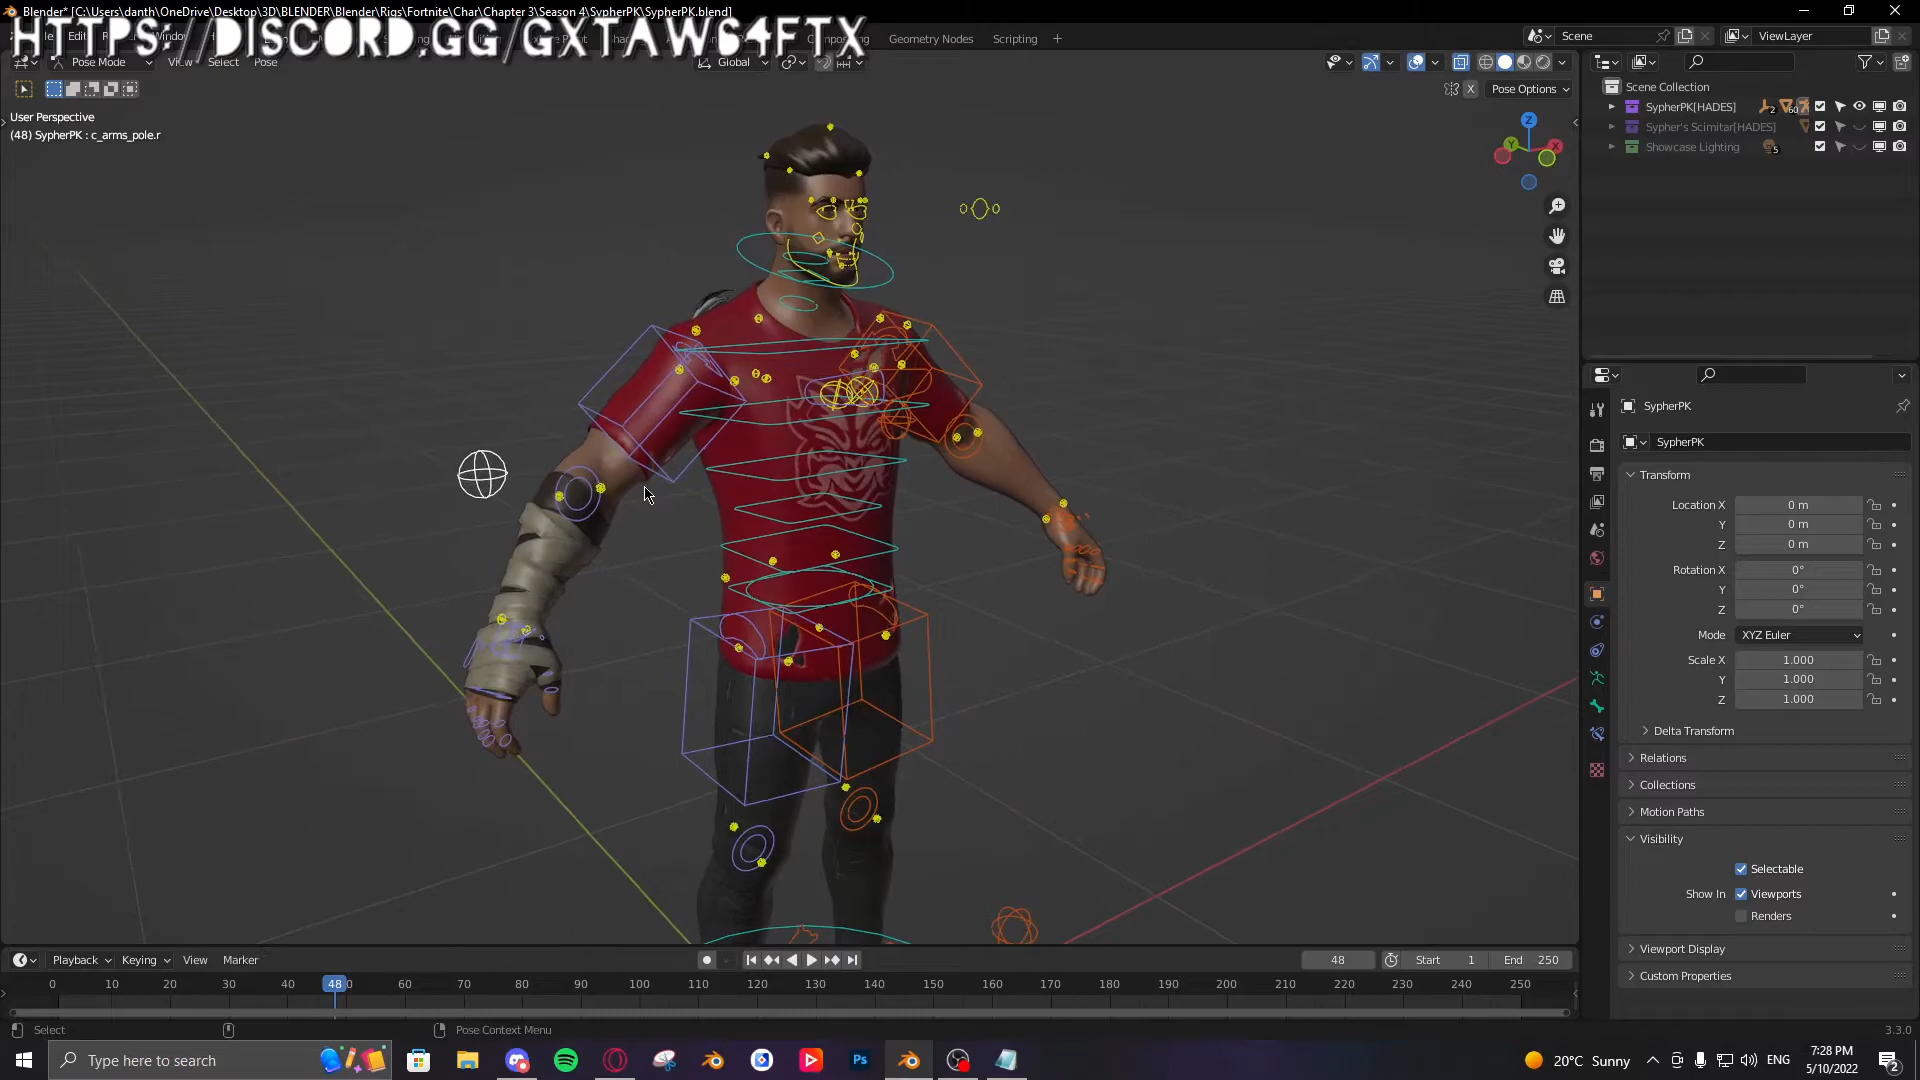 Blender* [C:\Users\danth\OneDrive\Desktop\3D\BLENDER\Blender\Rigs\Fortnite\Char\Chapter 3\Season 4\SypherPK\SypherPK.blend]
HTTPS://DISCORD.GG/GXTAW64FTX
Geometry Nodes
Scripting
Scene
ViewLayer
Pose Mode
View
Select
Pose
Global
X
Pose Options
User Perspective
(48) SypherPK : c_arms_pole.r
Scene Collection
SypherPK[HADES]
2
60
Sypher's Scimitar[HADES]
Showcase Lighting
5
Z
Y
X
SypherPK
SypherPK
Transform
Location X 0 m
Y 0 m
Z 0 m
Rotation X 0°
Y 0°
Z 0°
Mode XYZ Euler
Scale X 1.000
Y 1.000
Z 1.000
Delta Transform
Relations
Collections
Motion Paths
Visibility
Selectable
Show In Viewports
Renders
Viewport Display
Custom Properties
Playback
Keying
View
Marker
48
Start 1
End 250
0 10 20 30 40 48 0 60 70 80 90 100 110 120 130 140 150 160 170 180 190 200 210 220 230 240 250
Select
Pose Context Menu
3.3.0
Type here to search
Ps
20°C Sunny
ENG
7:28 PM
5/10/2022
2